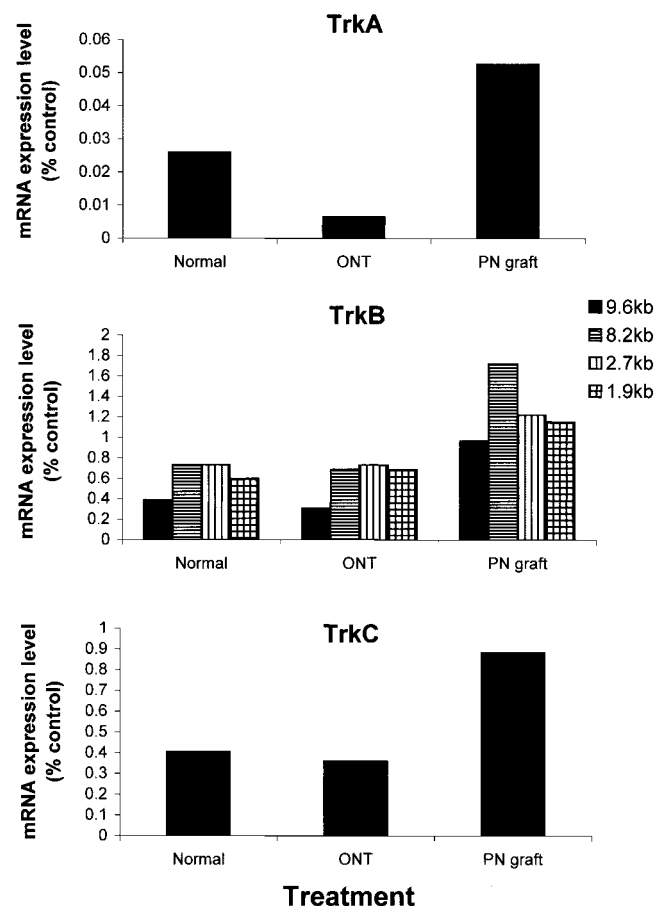 TrkA
mRNA expression level
(% control)
0.06
0.05
0.04
0.03
0.02
0.01
0
Normal ONT PN graft
TrkB
9.6kb
8.2kb
2.7kb
1.9kb
mRNA expression level
(% control)
2
1.8
1.6
1.4
1.2
1
0.8
0.6
0.4
0.2
0
Normal ONT PN graft
TrkC
mRNA expression level
(% control)
1
0.9
0.8
0.7
0.6
0.5
0.4
0.3
0.2
0.1
0
Normal ONT PN graft
Treatment